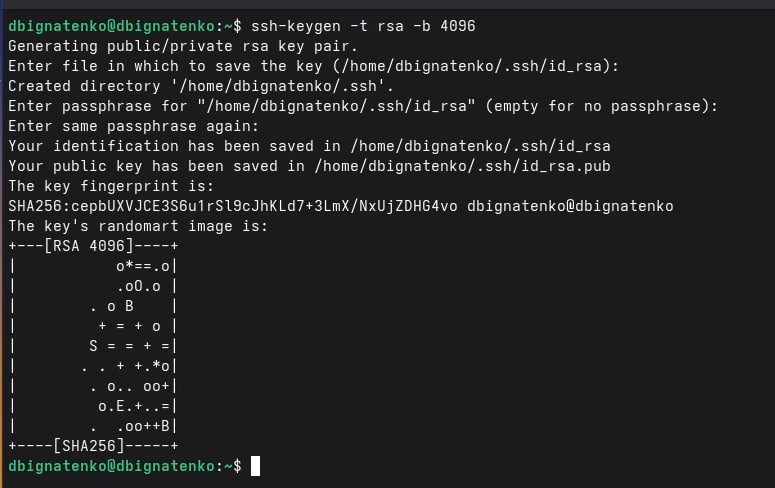 dbignatenko@dbignatenko:~$ ssh-keygen -t rsa -b 4096
Generating public/private rsa key pair.
Enter file in which to save the key (/home/dbignatenko/.ssh/id_rsa):
Created directory '/home/dbignatenko/.ssh'.
Enter passphrase for "/home/dbignatenko/.ssh/id_rsa" (empty for no passphrase):
Enter same passphrase again:
Your identification has been saved in /home/dbignatenko/.ssh/id_rsa
Your public key has been saved in /home/dbignatenko/.ssh/id_rsa.pub
The key fingerprint is:
SHA256:cepbUXVJCE3S6u1rSl9cJhKLd7+3LmX/NxUjZDHG4vo dbignatenko@dbignatenko
The key's randomart image is:
+---[RSA 4096]----+
|            o*==.o|
|            .oO.o |
|         . o B    |
|          + = + o |
|         S = = + =|
|        . . + +.*o|
|         . o.. oo+|
|          o.E.+..=|
|         .  .oo++B|
+----[SHA256]-----+
dbignatenko@dbignatenko:~$